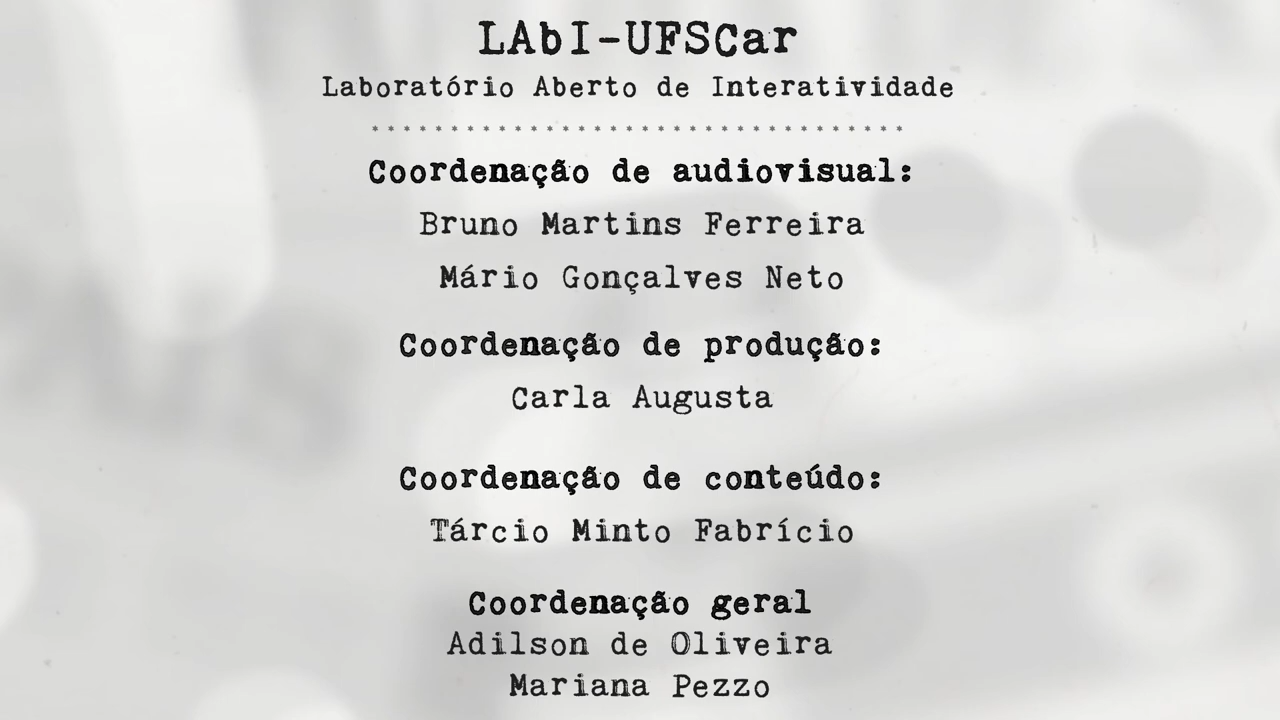 LAbI-UFSCar
Laboratório Aberto de Interatividade
Coordenação de audiovisual:
Bruno Martins Ferreira
Mário Gonçalves Neto
Coordenação de produção:
Carla Augusta
Coordenação de conteúdo:
Tárcio Minto Fabrício
Coordenação geral
Adilson de Oliveira
Mariana Pezzo